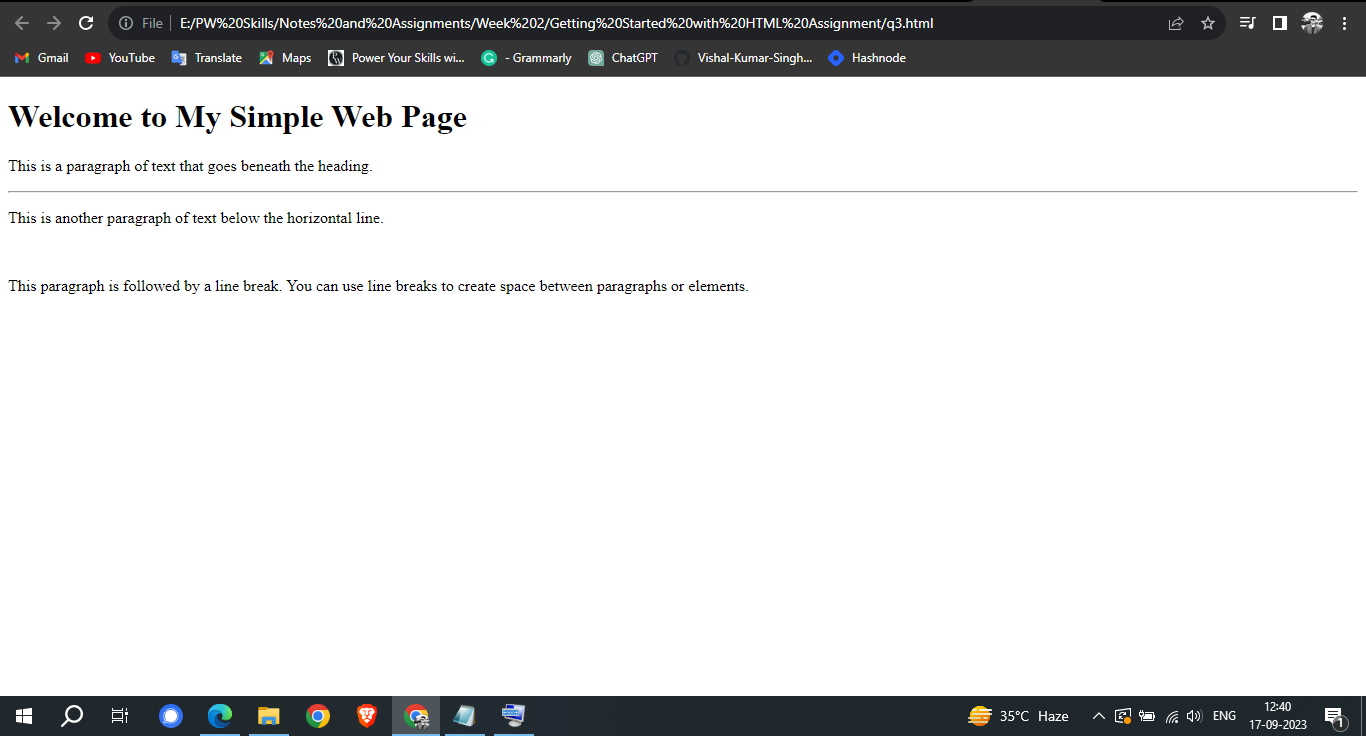 File E:/PW%20Skills/Notes%20and%20Assignments/Week%202/Getting%20Started%20with%20HTML%20Assignment/q3.html
Gmail YouTube Translate Maps Power Your Skills wi... - Grammarly ChatGPT Vishal-Kumar-Singh... Hashnode
Welcome to My Simple Web Page
This is a paragraph of text that goes beneath the heading.
This is another paragraph of text below the horizontal line.
This paragraph is followed by a line break. You can use line breaks to create space between paragraphs or elements.
35°C Haze ENG 12:40
17-09-2023 1